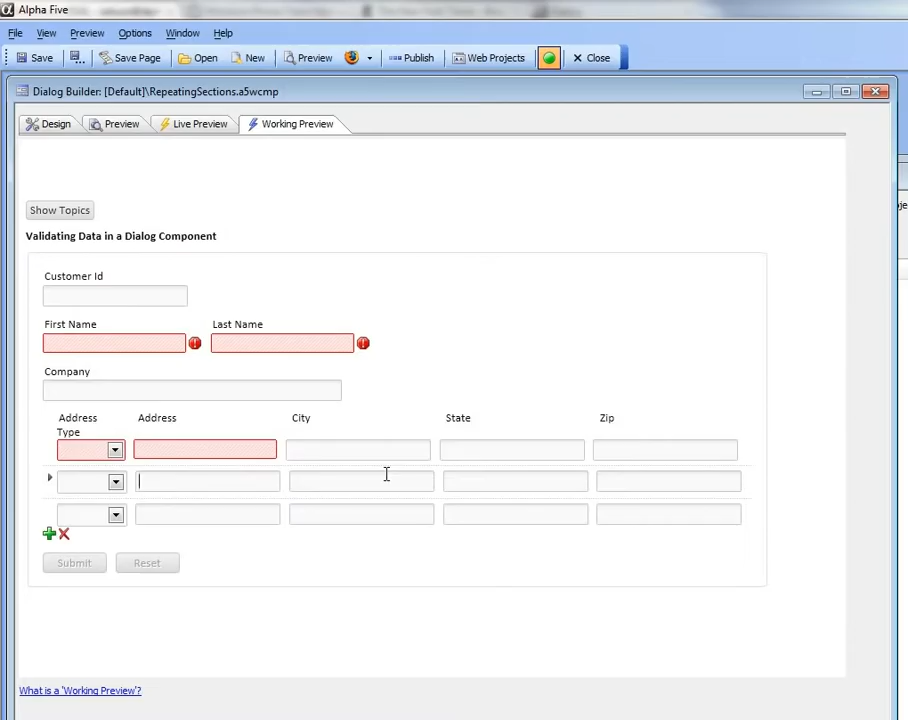 Alpha Five
File View Preview Options Window Help
Save Save Page Open New Preview Publish Web Projects Close
Dialog Builder: [Default]\RepeatingSections.a5wcmp
Design Preview Live Preview Working Preview
Show Topics
Validating Data in a Dialog Component
Customer Id
First Name Last Name
Company
Address Type Address City State Zip
Submit Reset
What is a 'Working Preview'?